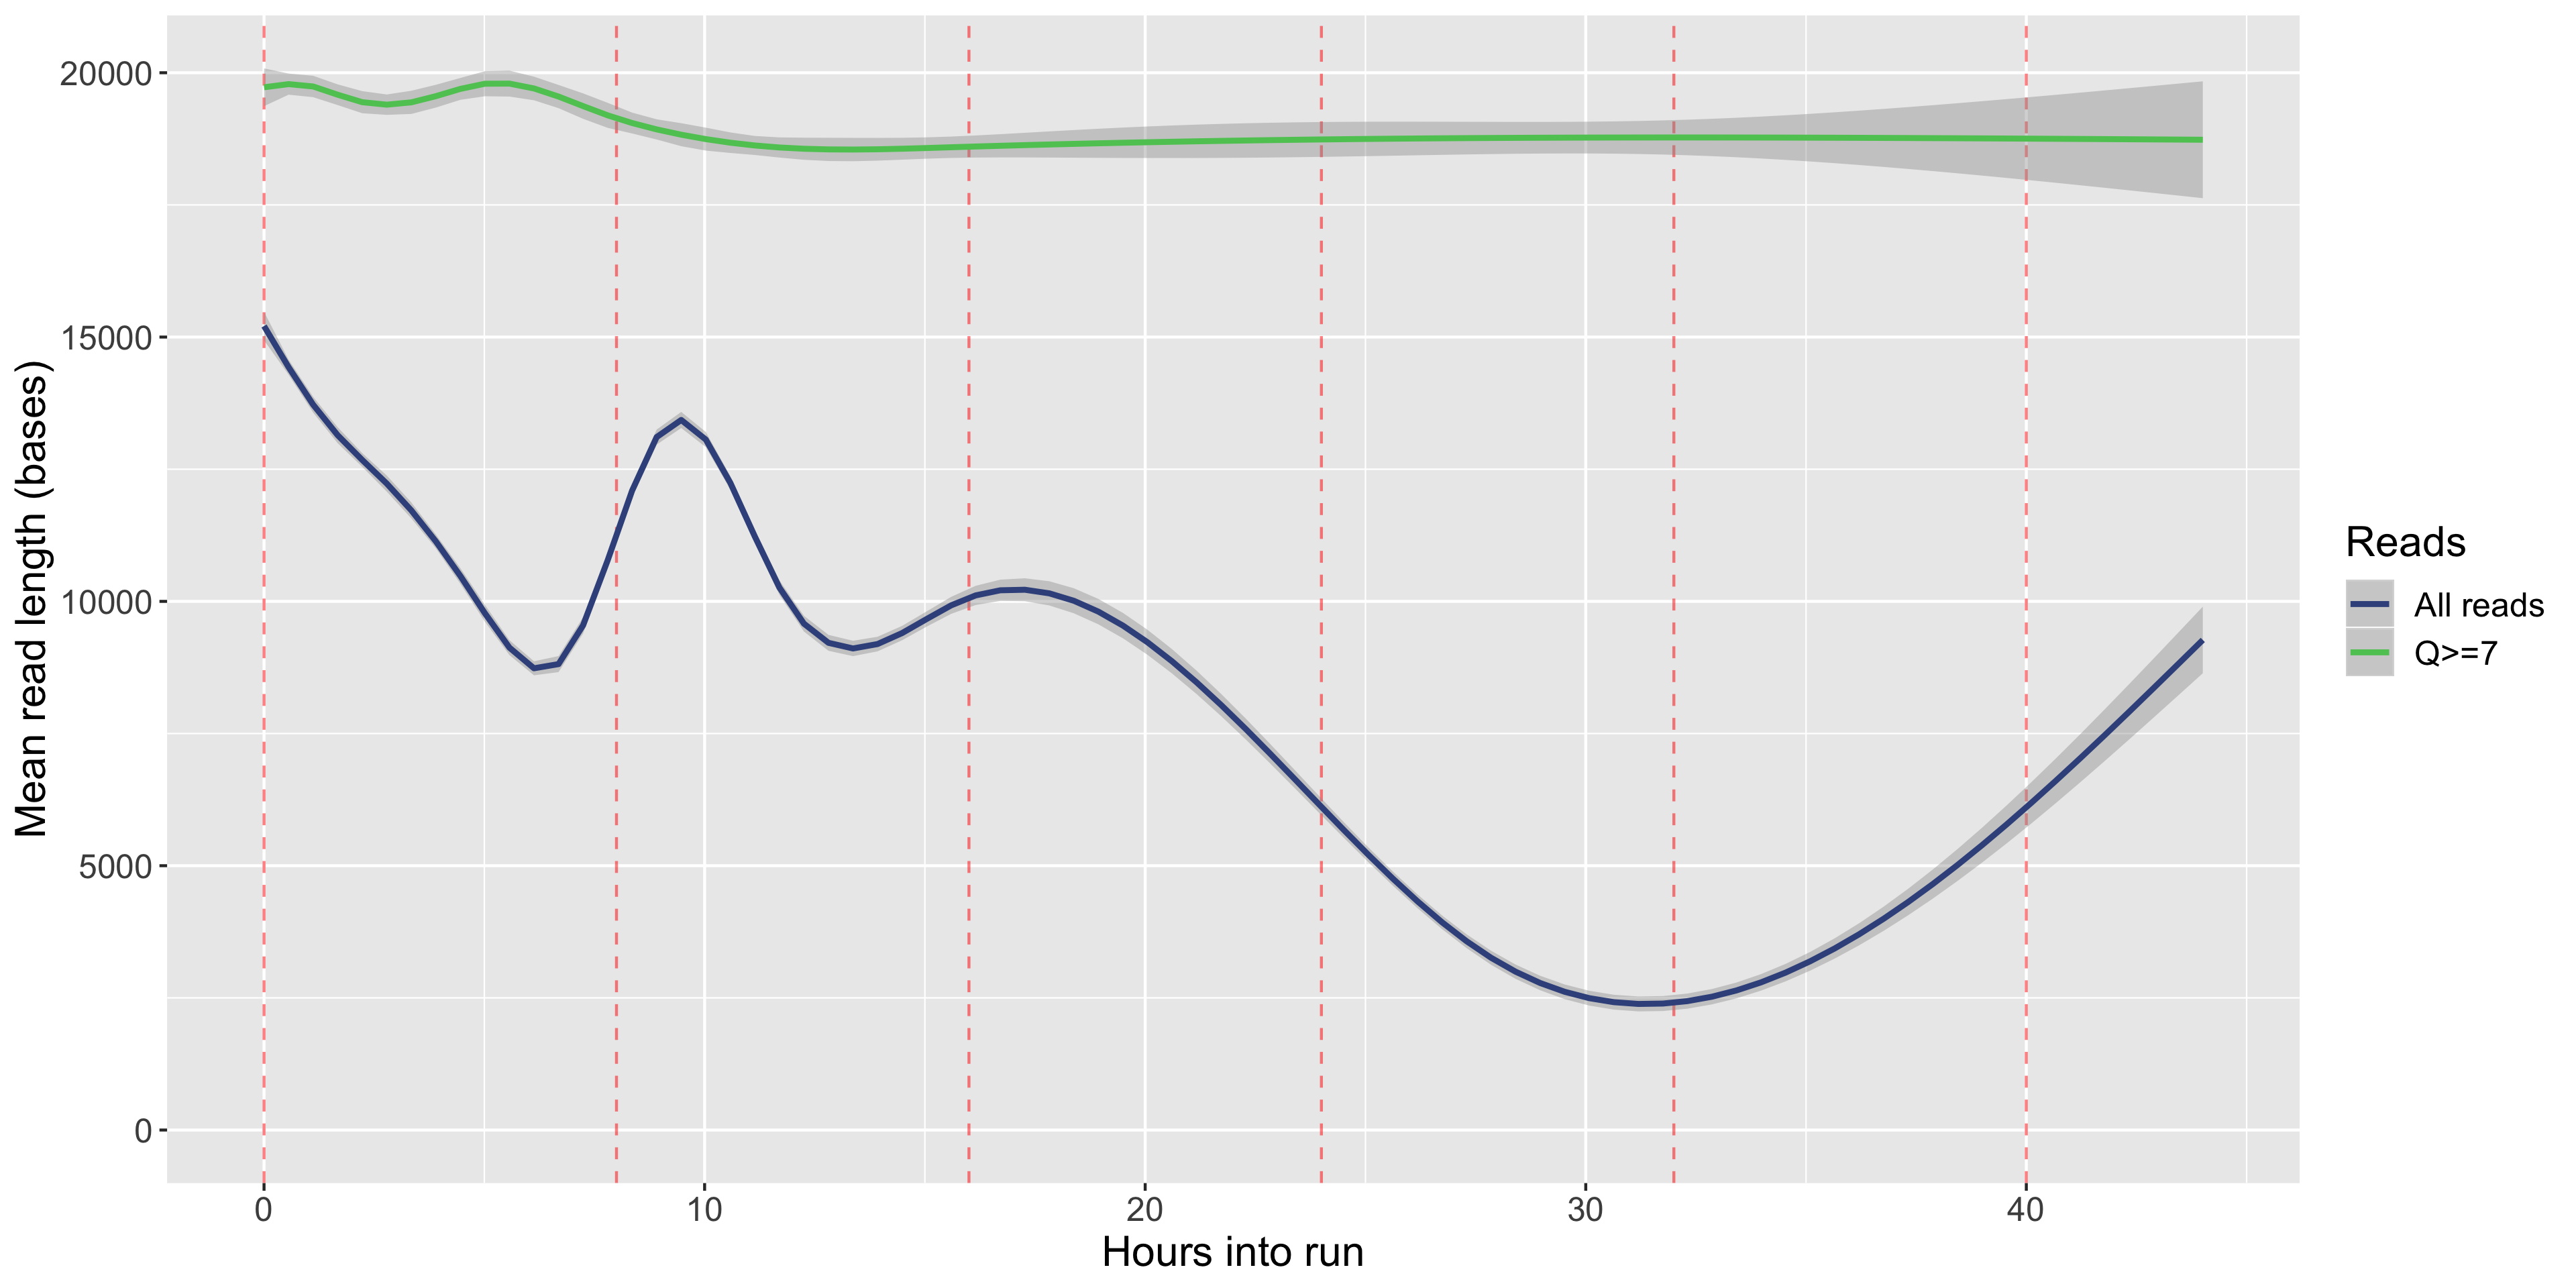 20000
15000
10000
5000
0
Mean read length (bases)
0 10 20 30 40
Hours into run
Reads
All reads
Q>=7